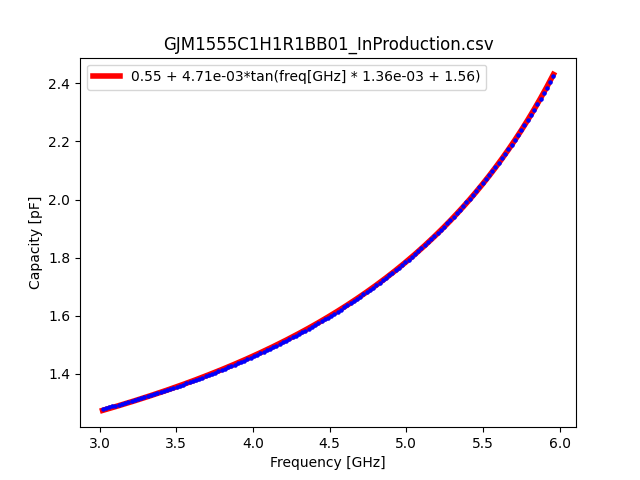 GJM1555C1H1R1BB01_InProduction.csv
0.55 + 4.71e-03*tan(freq[GHz] * 1.36e-03 + 1.56)
Capacity [pF]
2.4
2.2
2.0
1.8
1.6
1.4
3.0 3.5 4.0 4.5 5.0 5.5 6.0
Frequency [GHz]